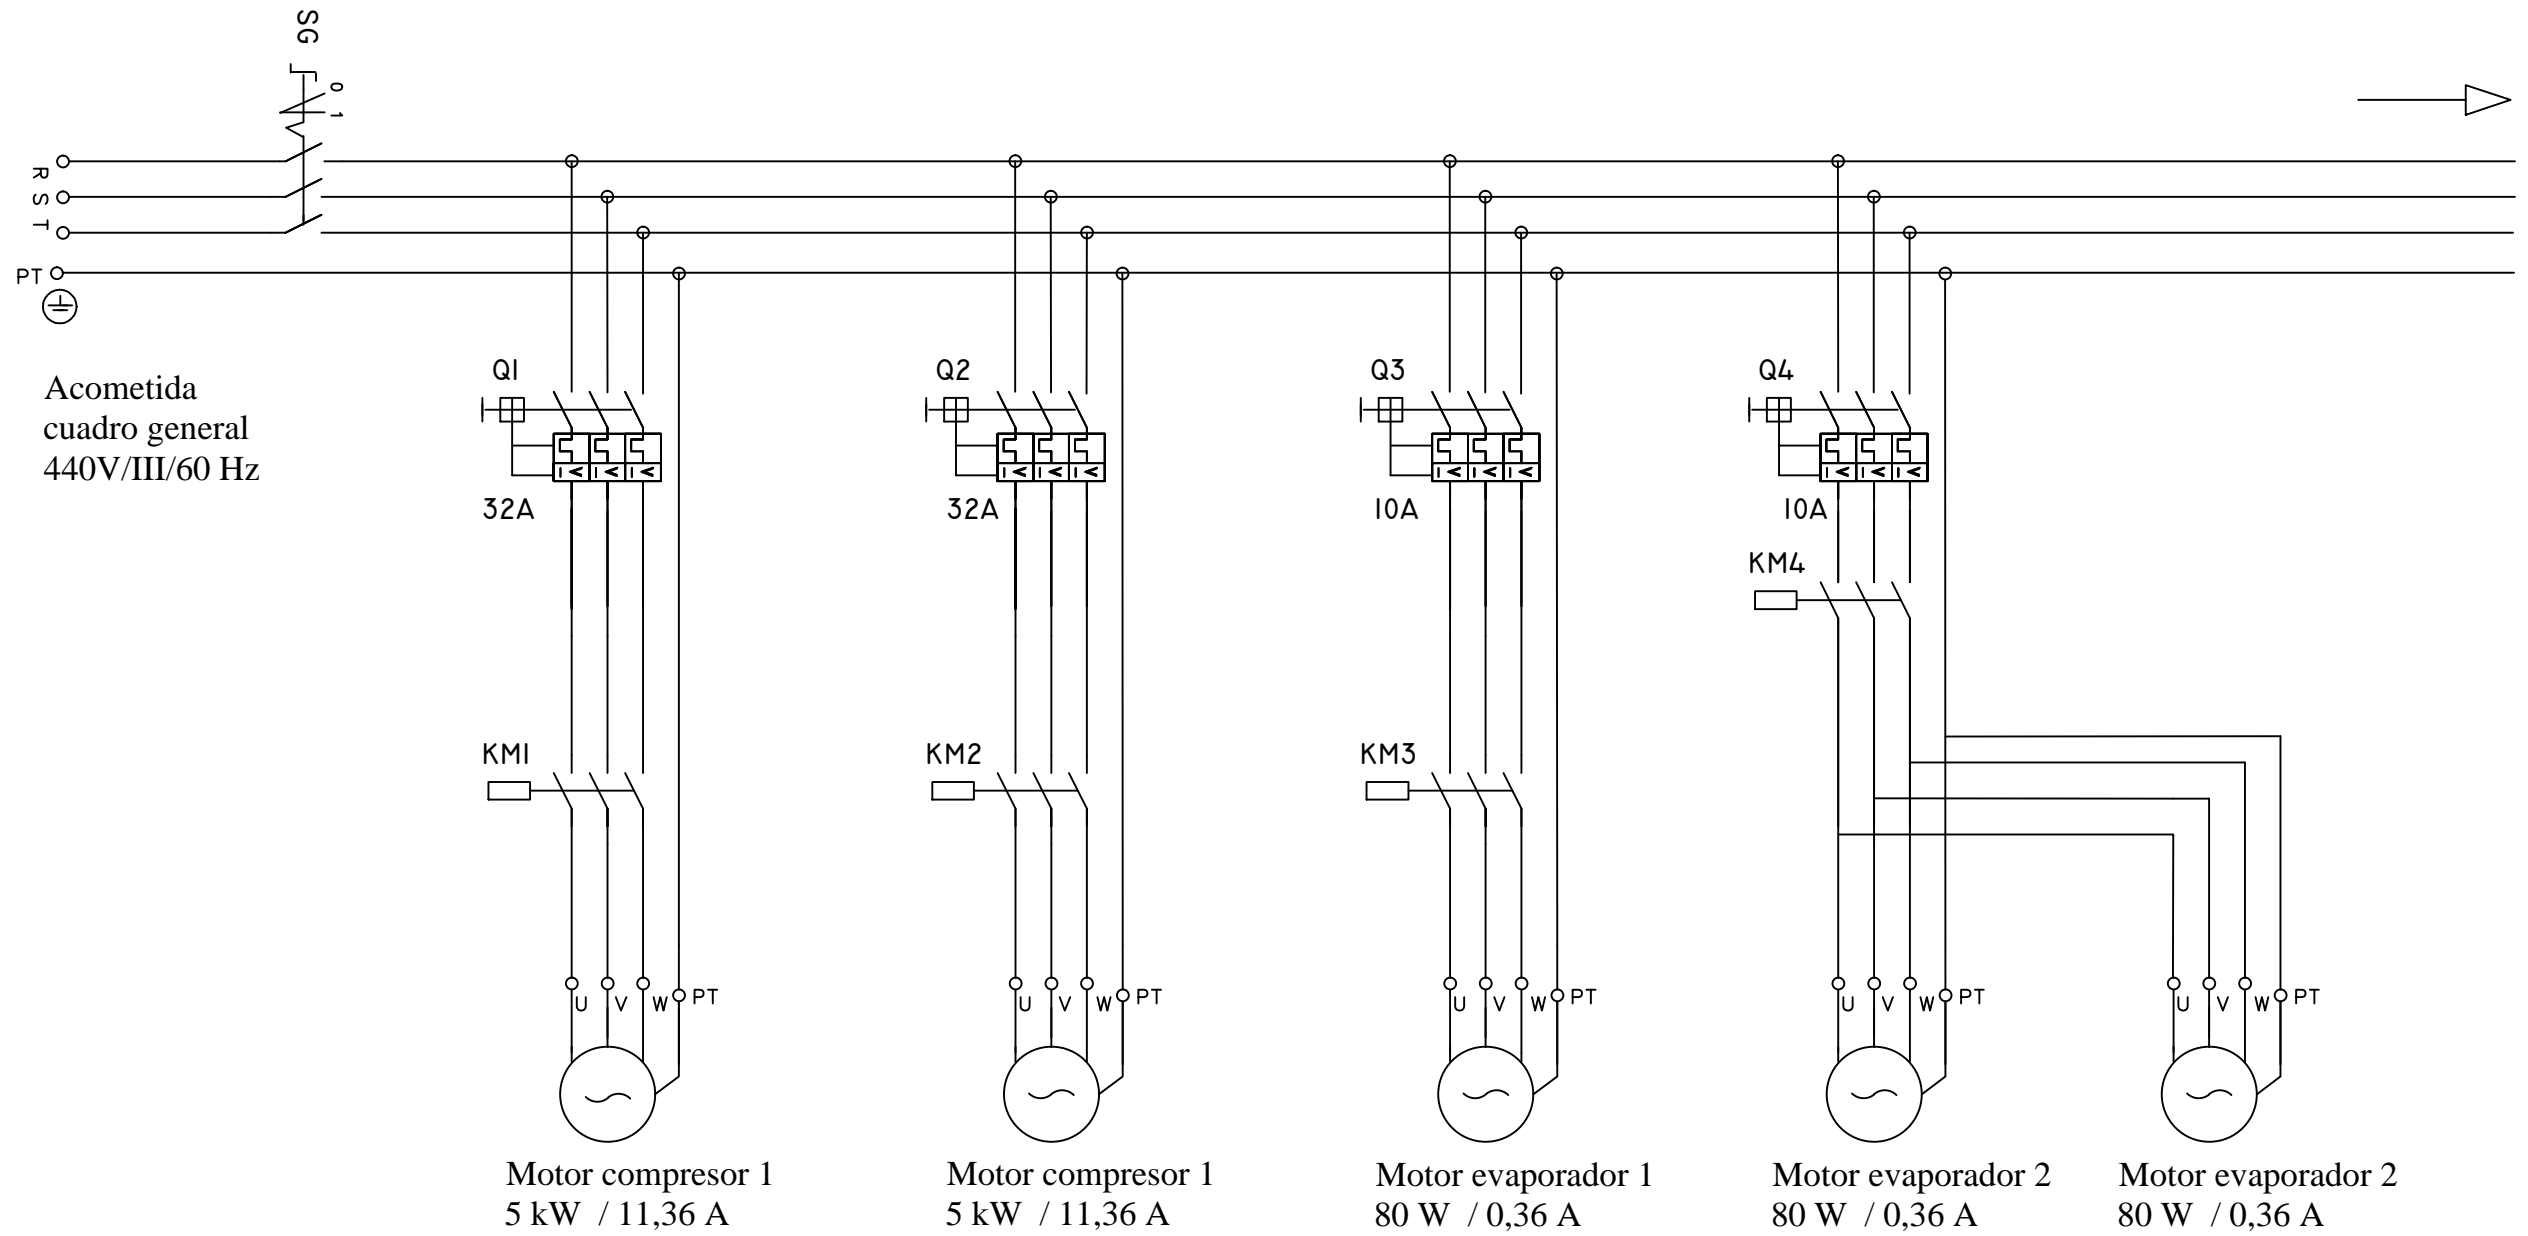 SG
0 1
R
S
T
PT
Acometida
cuadro general
440V/III/60 Hz
Q1
32A
KM1
U V W PT
Motor compresor 1
5 kW / 11,36 A
Q2
32A
KM2
U V W PT
Motor compresor 1
5 kW / 11,36 A
Q3
10A
KM3
U V W PT
Motor evaporador 1
80 W / 0,36 A
Q4
10A
KM4
U V W PT
Motor evaporador 2
80 W / 0,36 A
U V W PT
Motor evaporador 2
80 W / 0,36 A